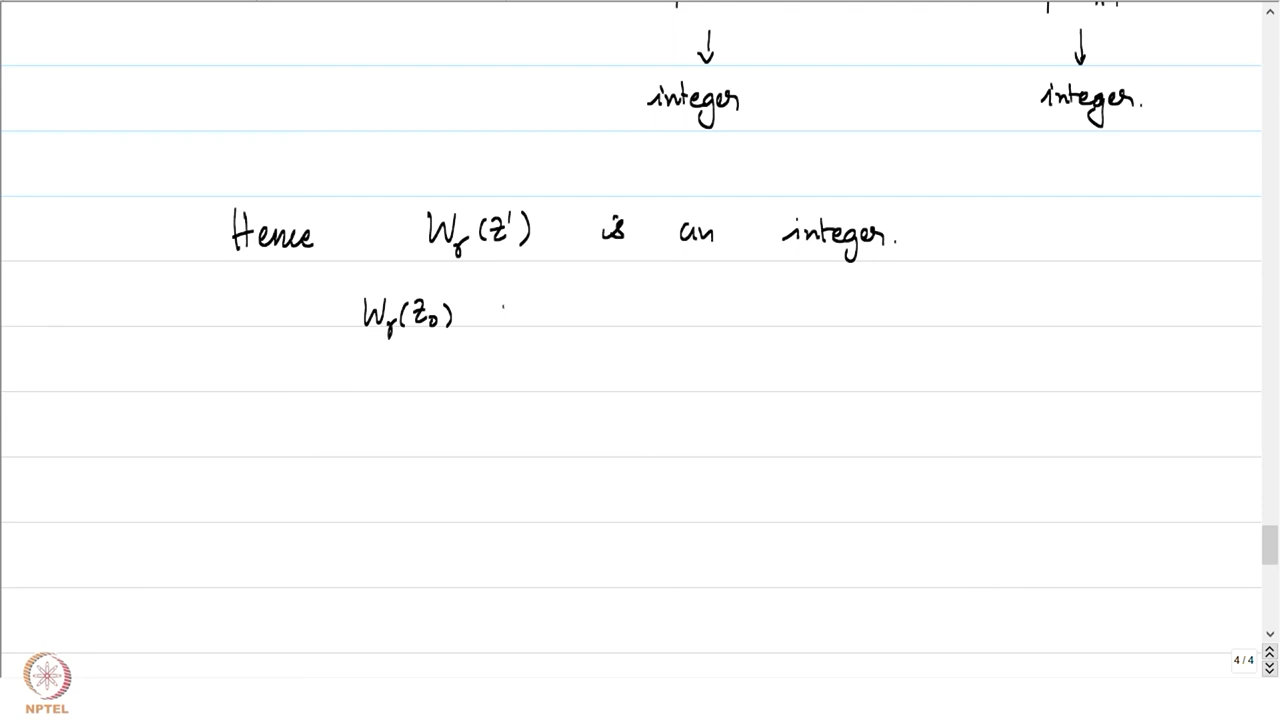 integer integer.
Hence W_γ(z') is an integer.
W_γ(z_0)
4 / 4
NPTEL